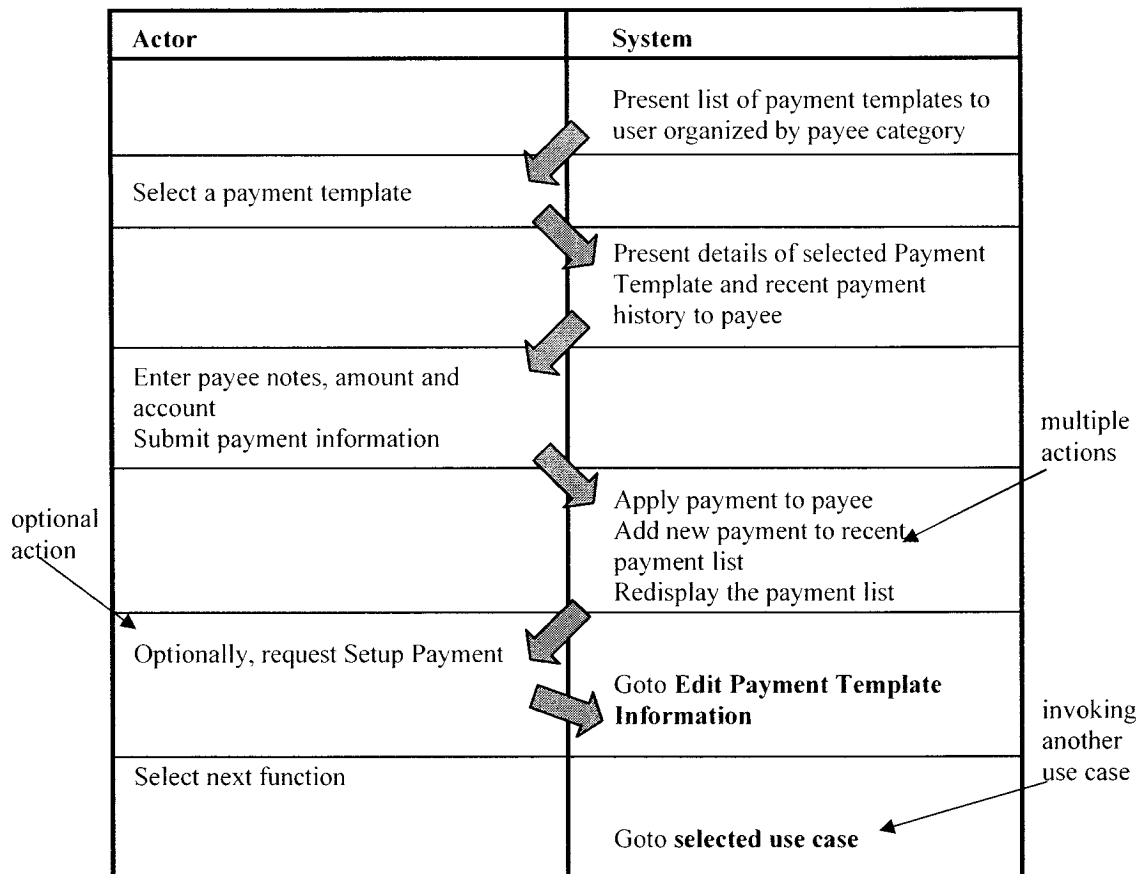 Actor
System
Present list of payment templates to
user organized by payee category
Select a payment template
Present details of selected Payment
Template and recent payment
history to payee
Enter payee notes, amount and
account
Submit payment information
multiple
actions
Apply payment to payee
Add new payment to recent
payment list
Redisplay the payment list
optional
action
Optionally, request Setup Payment
Goto Edit Payment Template
Information
invoking
another
use case
Select next function
Goto selected use case